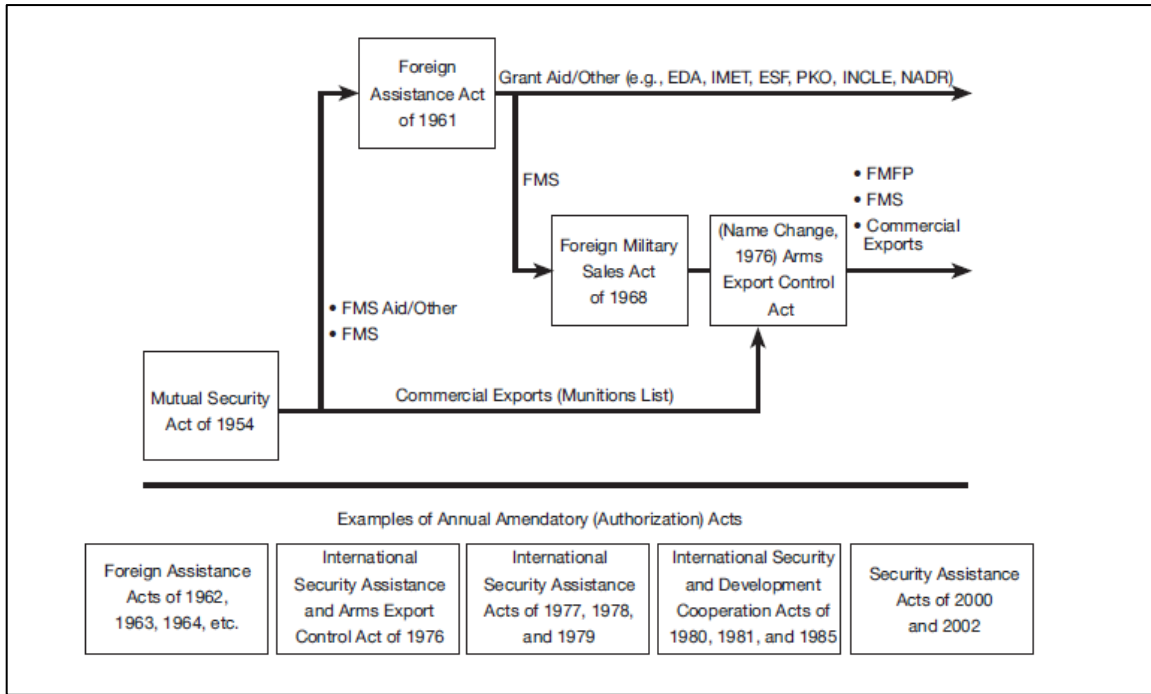 Foreign
Assistance Act
of 1961
Grant Aid/Other (e.g., EDA, IMET, ESF, PKO, INCLE, NADR)
FMS
• FMFP
• FMS
• Commercial
Exports
Foreign Military
Sales Act
of 1968
(Name Change,
1976) Arms
Export Control
Act
• FMS Aid/Other
• FMS
Mutual Security
Act of 1954
Commercial Exports (Munitions List)
Examples of Annual Amendatory (Authorization) Acts
Foreign Assistance
Acts of 1962,
1963, 1964, etc.
International
Security Assistance
and Arms Export
Control Act of 1976
International
Security Assistance
Acts of 1977, 1978,
and 1979
International Security
and Development
Cooperation Acts of
1980, 1981, and 1985
Security Assistance
Acts of 2000
and 2002